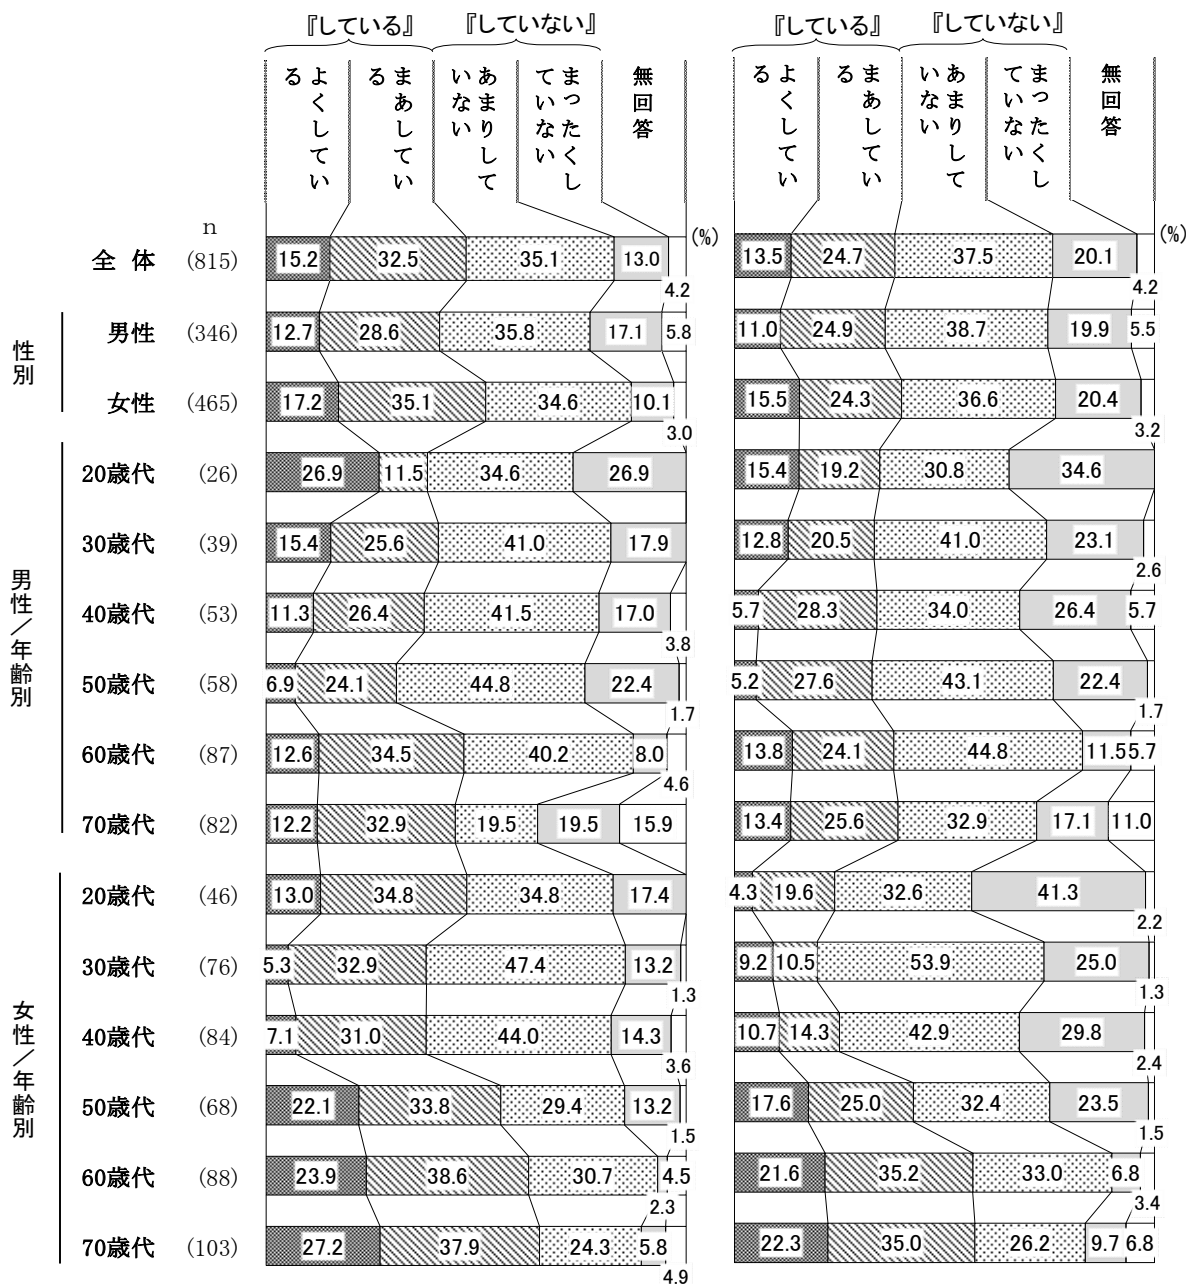 『している』 『していない』 『している』 『していない』
よくしている まあしている あまりしていない まったくしていない 無回答 よくしている まあしている あまりしていない まったくしていない 無回答
n (%) (%)
全 体 (815) 15.2 32.5 35.1 13.0 4.2 13.5 24.7 37.5 20.1 4.2
性別
男性 (346) 12.7 28.6 35.8 17.1 5.8 11.0 24.9 38.7 19.9 5.5
女性 (465) 17.2 35.1 34.6 10.1 3.0 15.5 24.3 36.6 20.4 3.2
男性/年齢別
20歳代 (26) 26.9 11.5 34.6 26.9 15.4 19.2 30.8 34.6
30歳代 (39) 15.4 25.6 41.0 17.9 12.8 20.5 41.0 23.1 2.6
40歳代 (53) 11.3 26.4 41.5 17.0 3.8 5.7 28.3 34.0 26.4 5.7
50歳代 (58) 6.9 24.1 44.8 22.4 1.7 5.2 27.6 43.1 22.4 1.7
60歳代 (87) 12.6 34.5 40.2 8.0 4.6 13.8 24.1 44.8 11.5 5.7
70歳代 (82) 12.2 32.9 19.5 19.5 15.9 13.4 25.6 32.9 17.1 11.0
女性/年齢別
20歳代 (46) 13.0 34.8 34.8 17.4 4.3 19.6 32.6 41.3 2.2
30歳代 (76) 5.3 32.9 47.4 13.2 1.3 9.2 10.5 53.9 25.0 1.3
40歳代 (84) 7.1 31.0 44.0 14.3 3.6 10.7 14.3 42.9 29.8 2.4
50歳代 (68) 22.1 33.8 29.4 13.2 1.5 17.6 25.0 32.4 23.5 1.5
60歳代 (88) 23.9 38.6 30.7 4.5 2.3 21.6 35.2 33.0 6.8 3.4
70歳代 (103) 27.2 37.9 24.3 5.8 4.9 22.3 35.0 26.2 9.7 6.8